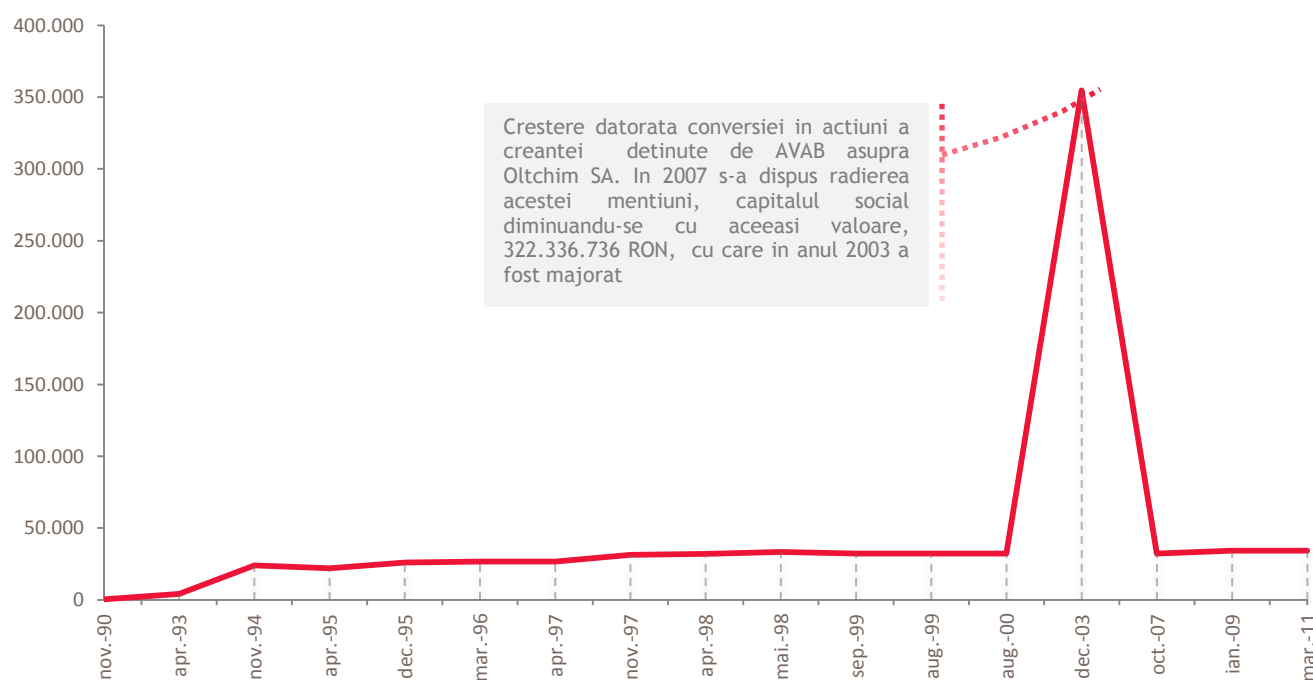 400.000
350.000
300.000
250.000
200.000
150.000
100.000
50.000
0
Crestere datorata conversiei in actiuni a
creantei detinute de AVAB asupra
Oltchim SA. In 2007 s-a dispus radierea
acestei mentiuni, capitalul social
diminuandu-se cu aceeasi valoare,
322.336.736 RON, cu care in anul 2003 a
fost majorat
nov.-90
apr.-93
nov.-94
apr.-95
dec.-95
mar.-96
apr.-97
nov.-97
apr.-98
mai.-98
sep.-99
aug.-99
aug.-00
dec.-03
oct.-07
ian.-09
mar.-11